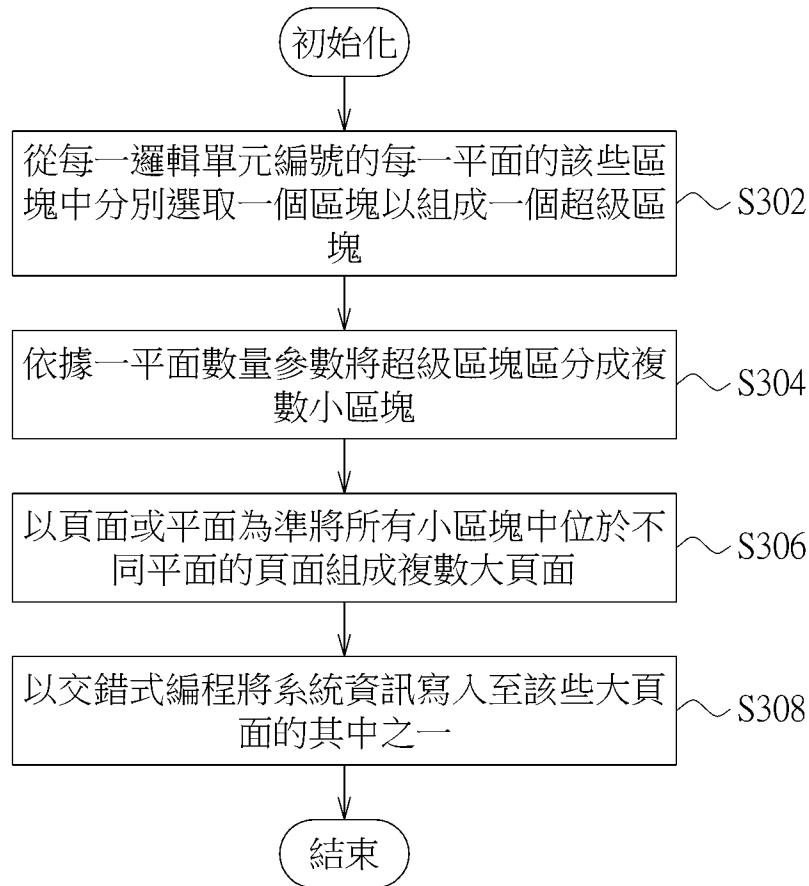 初始化
從每一邏輯單元編號的每一平面的該些區
塊中分別選取一個區塊以組成一個超級區
塊
S302
依據一平面數量參數將超級區塊區分成複
數小區塊
S304
以頁面或平面為準將所有小區塊中位於不
同平面的頁面組成複數大頁面
S306
以交錯式編程將系統資訊寫入至該些大頁
面的其中之一
S308
結束